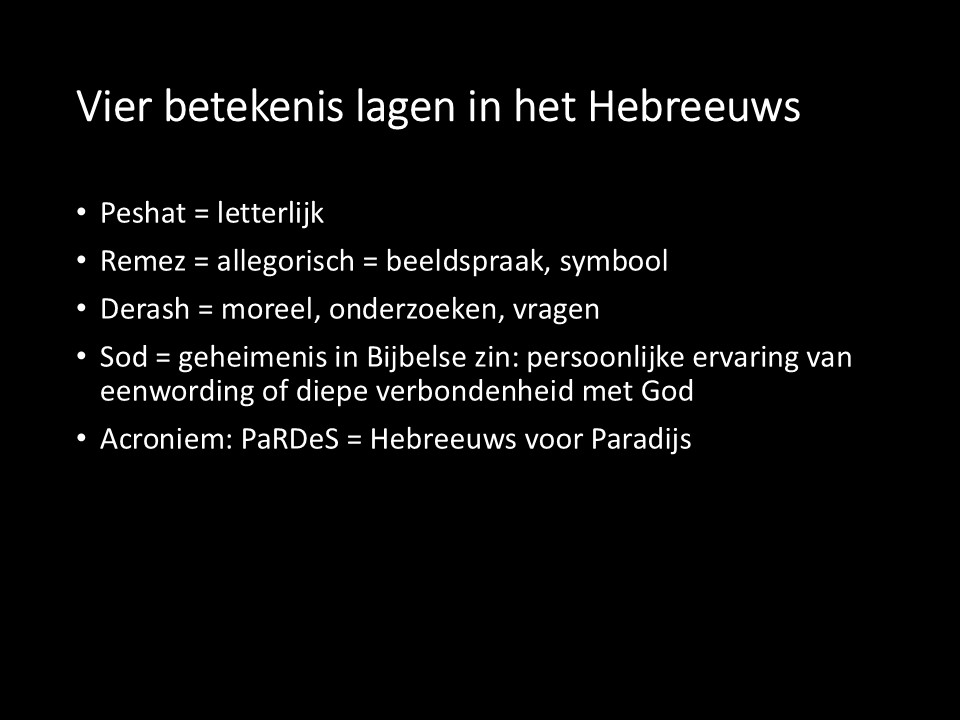 Vier betekenis lagen in het Hebreeuws
• Peshat = letterlijk
• Remez = allegorisch = beeldspraak, symbool
• Derash = moreel, onderzoeken, vragen
• Sod = geheimenis in Bijbelse zin: persoonlijke ervaring van
eenwording of diepe verbondenheid met God
• Acroniem: PaRDeS = Hebreeuws voor Paradijs